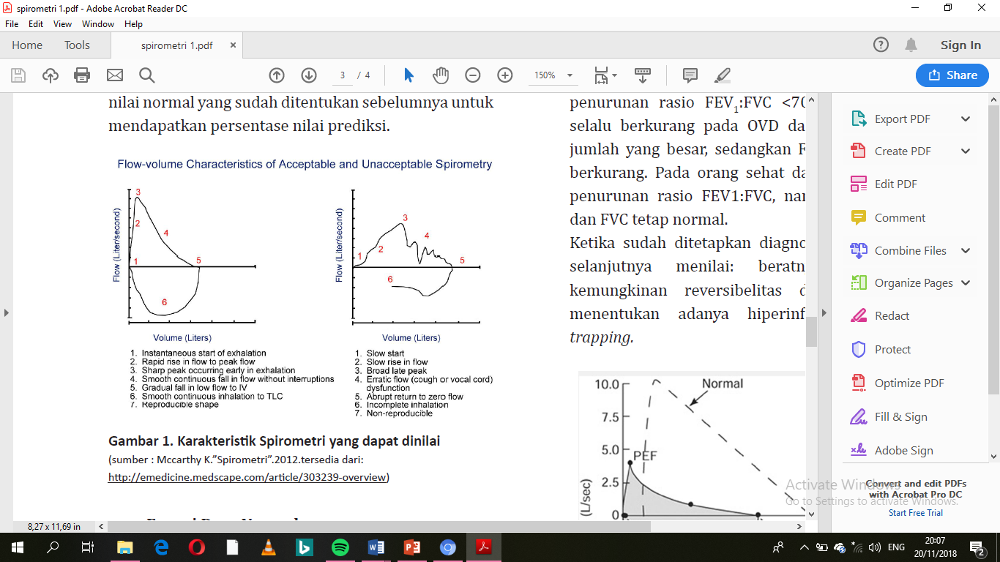 spirometri 1.pdf - Adobe Acrobat Reader DC
File Edit View Window Help
Home Tools spirometri 1.pdf × Sign In
3 / 4 150% Share
nilai normal yang sudah ditentukan sebelumnya untuk
mendapatkan persentase nilai prediksi.
Flow-volume Characteristics of Acceptable and Unacceptable Spirometry
Flow (Liter/second)
3
2
4
1
5
6
Volume (Liters)
1. Instantaneous start of exhalation
2. Rapid rise in flow to peak flow
3. Sharp peak occurring early in exhalation
4. Smooth continuous fall in flow without interruptions
5. Gradual fall in low flow to IV
6. Smooth continuous inhalation to TLC
7. Reproducible shape
Flow (Liter/second)
3
4
2
1
5
6
Volume (Liters)
1. Slow start
2. Slow rise in flow
3. Broad late peak
4. Erratic flow (cough or vocal cord)
dysfunction
5. Abrupt return to zero flow
6. Incomplete inhalation
7. Non-reproducible
Gambar 1. Karakteristik Spirometri yang dapat dinilai
(sumber : Mccarthy K.”Spirometri”.2012.tersedia dari:
http://emedicine.medscape.com/article/303239-overview)
penurunan rasio FEV1:FVC <70
selalu berkurang pada OVD da
jumlah yang besar, sedangkan F
berkurang. Pada orang sehat da
penurunan rasio FEV1:FVC, nan
dan FVC tetap normal.
Ketika sudah ditetapkan diagno
selanjutnya menilai: beratn
kemungkinan reversibelitas d
menentukan adanya hiperinf
trapping.
10.0
Normal
7.5
5.0
PEF
2.5
0
(L/sec)
Export PDF
Create PDF
Edit PDF
Comment
Combine Files
Organize Pages
Redact
Protect
Optimize PDF
Fill & Sign
Adobe Sign
Convert and edit PDFs
with Acrobat Pro DC
Start Free Trial
Activate Windows
Go to Settings to activate Windows.
8,27 x 11,69 in
ENG
20:07
20/11/2018
2